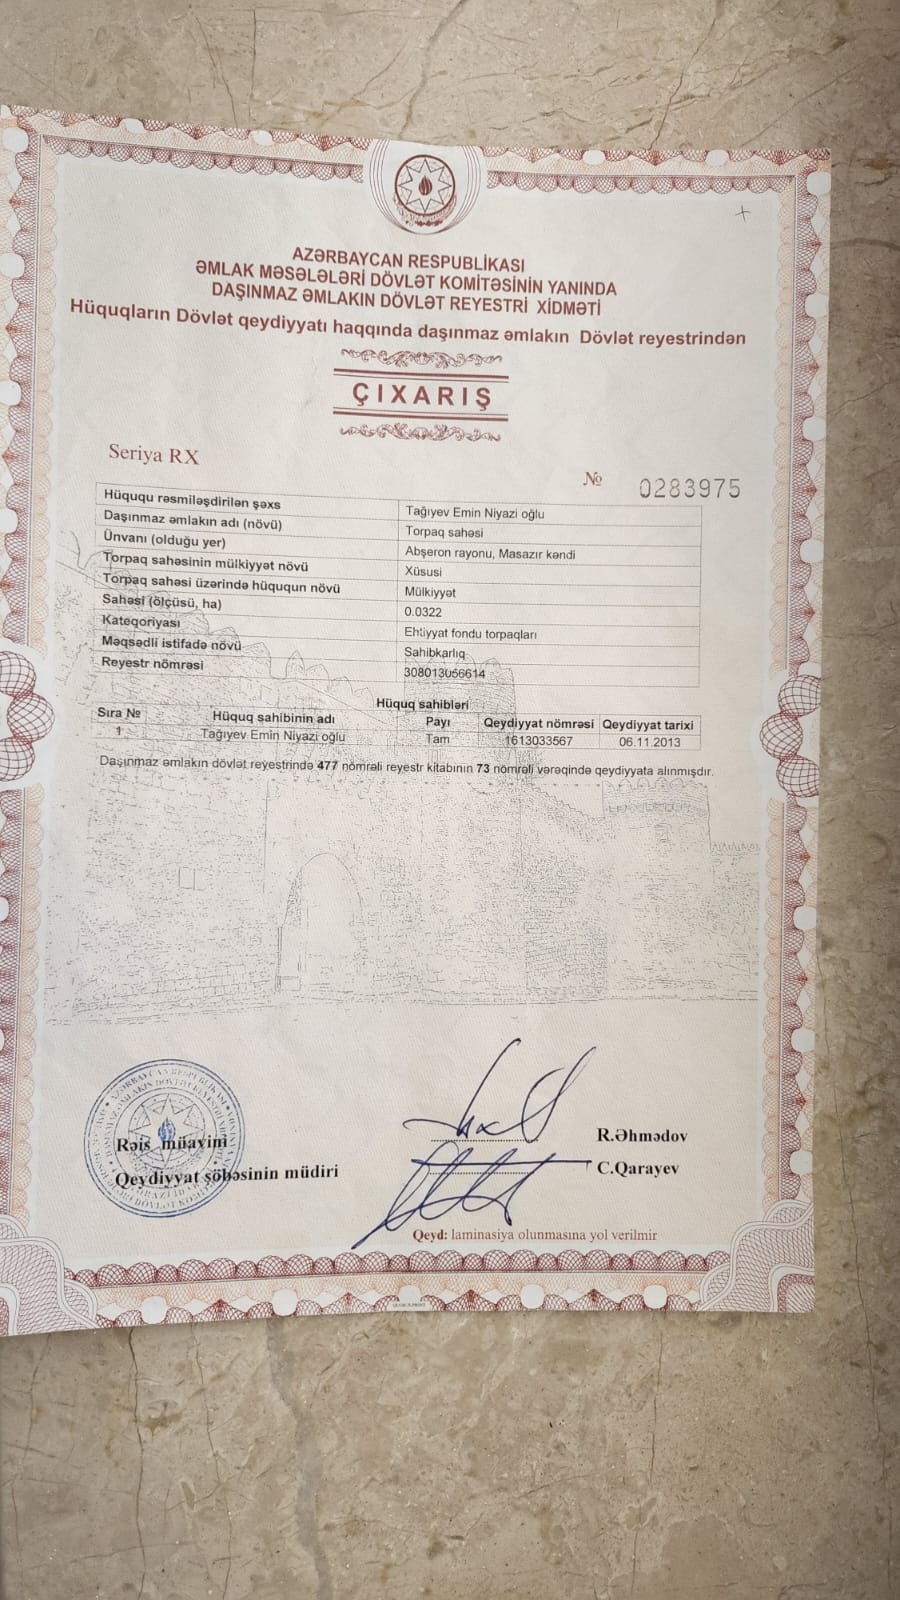 AZƏRBAYCAN RESPUBLİKASI
ƏMLAK MƏSƏLƏLƏRİ DÖVLƏT KOMİTƏSİNİN YANINDA
DAŞINMAZ ƏMLAKIN DÖVLƏT REYESTRİ XİDMƏTİ
Hüquqların Dövlət qeydiyyatı haqqında daşınmaz əmlakın Dövlət reyestrindən
ÇIXARIŞ
Seriya RX № 0283975
Hüququ rəsmiləşdirilən şəxs Tağıyev Emin Niyazi oğlu
Daşınmaz əmlakın adı (növü) Torpaq sahəsi
Ünvanı (olduğu yer) Abşeron rayonu, Masazır kəndi
Torpaq sahəsinin mülkiyyət növü Xüsusi
Torpaq sahəsi üzərində hüququn növü Mülkiyyət
Sahəsi (ölçüsü, ha) 0.0322
Kateqoriyası Ehtiyyat fondu torpaqları
Məqsədli istifadə növü Sahibkarlıq
Reyestr nömrəsi 308013056614
Hüquq sahibləri
Sıra № Hüquq sahibinin adı Payı Qeydiyyat nömrəsi Qeydiyyat tarixi
1 Tağıyev Emin Niyazi oğlu Tam 1613033567 06.11.2013
Daşınmaz əmlakın dövlət reyestrində 477 nömrəli reyestr kitabının 73 nömrəli vərəqində qeydiyyata alınmışdır.
Rəis müavini R.Əhmədov
Qeydiyyat şöbəsinin müdiri C.Qarayev
Qeyd: laminasiya olunmasına yol verilmir